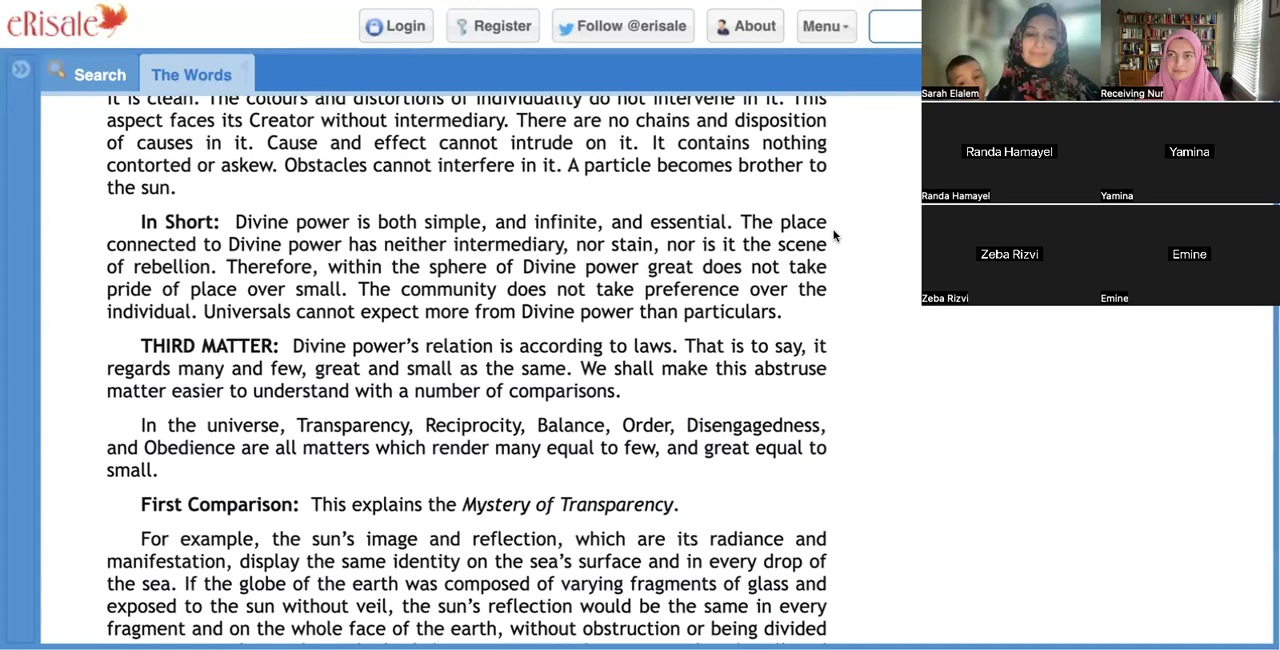 eRisale
Login
Register
Follow @erisale
About
Menu
Search
The Words
it is clean. The colours and distortions of individuality do not intervene in it. This
aspect faces its Creator without intermediary. There are no chains and disposition
of causes in it. Cause and effect cannot intrude on it. It contains nothing
contorted or askew. Obstacles cannot interfere in it. A particle becomes brother to
the sun.
In Short: Divine power is both simple, and infinite, and essential. The place
connected to Divine power has neither intermediary, nor stain, nor is it the scene
of rebellion. Therefore, within the sphere of Divine power great does not take
pride of place over small. The community does not take preference over the
individual. Universals cannot expect more from Divine power than particulars.
THIRD MATTER: Divine power's relation is according to laws. That is to say, it
regards many and few, great and small as the same. We shall make this abstruse
matter easier to understand with a number of comparisons.
In the universe, Transparency, Reciprocity, Balance, Order, Disengagedness,
and Obedience are all matters which render many equal to few, and great equal to
small.
First Comparison: This explains the Mystery of Transparency.
For example, the sun's image and reflection, which are its radiance and
manifestation, display the same identity on the sea's surface and in every drop of
the sea. If the globe of the earth was composed of varying fragments of glass and
exposed to the sun without veil, the sun's reflection would be the same in every
fragment and on the whole face of the earth, without obstruction or being divided
Sarah Elalem
Receiving Nur
Randa Hamayel
Randa Hamayel
Yamina
Yamina
Zeba Rizvi
Zeba Rizvi
Emine
Emine